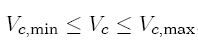 V_{c,min} ≤ V_c ≤ V_{c,max}